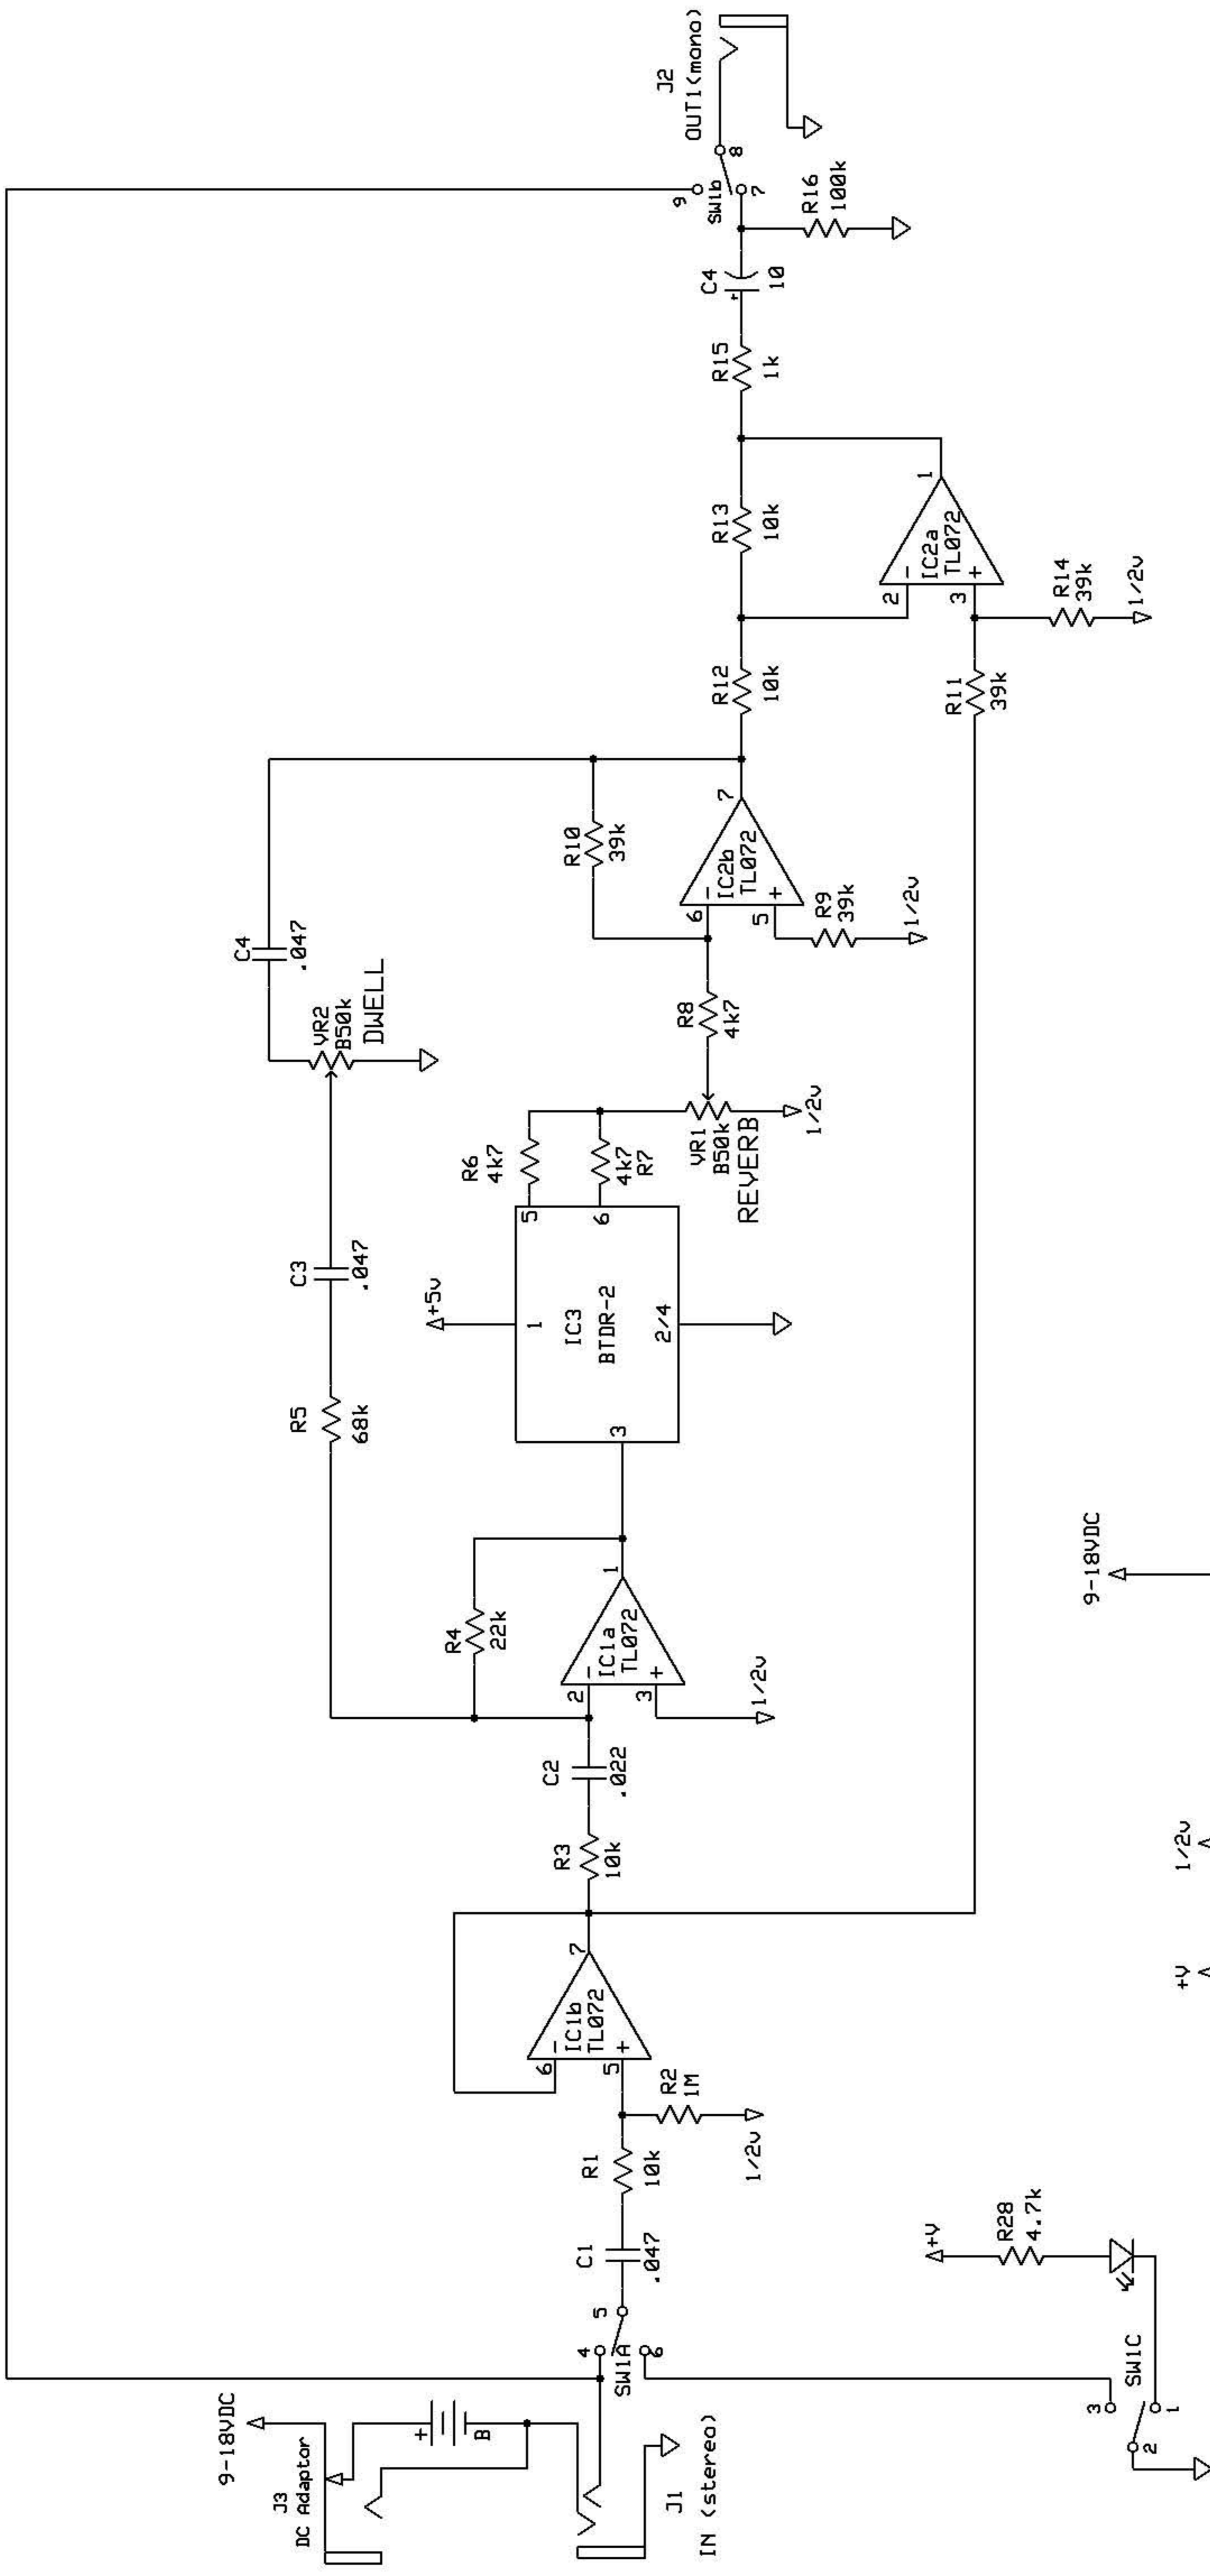 9-18VDC
J3
DC Adaptor
+
B
J1
IN (stereo)
4
5
6
SW1A
C1
.047
R1
10k
R2
1M
1/2v
6
-
5
+
IC1b
TL072
7
R3
10k
C2
.022
R4
22k
2
-
3
+
IC1a
TL072
1
1/2v
R5
68k
C3
.047
3
1
+5v
IC3
BTDR-2
2/4
5
6
R6
4k7
4k7
R7
VR1
B50k
REVERB
1/2v
C4
.047
VR2
B50k
DWELL
R8
4k7
R10
39k
6
-
5
+
IC2b
TL072
7
R9
39k
1/2v
R12
10k
R13
10k
2
-
3
+
IC2a
TL072
1
R11
39k
R14
39k
1/2v
R15
1k
C4
+
10
R16
100k
9
SW1b
7
8
J2
OUT1(mono)
+V
R28
4.7k
3
SW1C
2
1
+V
1/2v
9-18VDC